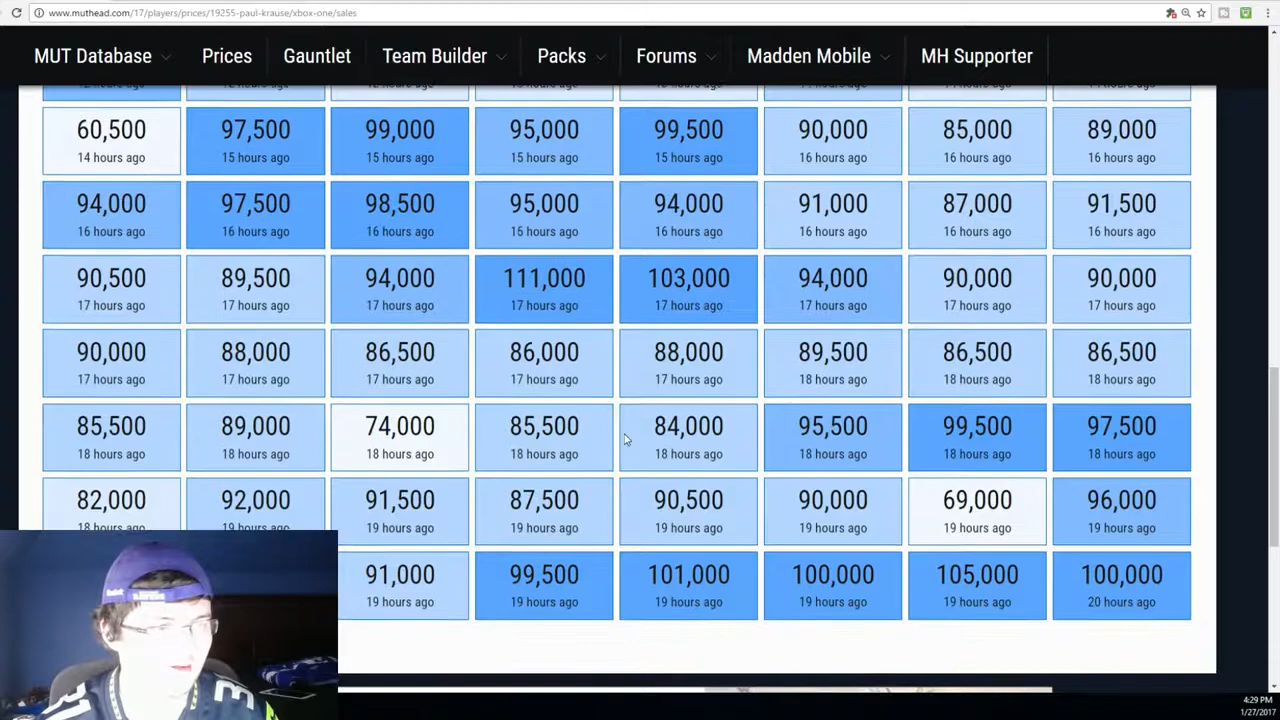 www.muthead.com/17/players/prices/19255-paul-krause/xbox-one/sales
MUT Database Prices Gauntlet Team Builder Packs Forums Madden Mobile MH Supporter
60,500 97,500 99,000 95,000 99,500 90,000 85,000 89,000
14 hours ago 15 hours ago 15 hours ago 15 hours ago 15 hours ago 16 hours ago 16 hours ago 16 hours ago
94,000 97,500 98,500 95,000 94,000 91,000 87,000 91,500
16 hours ago 16 hours ago 16 hours ago 16 hours ago 16 hours ago 16 hours ago 16 hours ago 16 hours ago
90,500 89,500 94,000 111,000 103,000 94,000 90,000 90,000
17 hours ago 17 hours ago 17 hours ago 17 hours ago 17 hours ago 17 hours ago 17 hours ago 17 hours ago
90,000 88,000 86,500 86,000 88,000 89,500 86,500 86,500
17 hours ago 17 hours ago 17 hours ago 17 hours ago 17 hours ago 18 hours ago 18 hours ago 18 hours ago
85,500 89,000 74,000 85,500 84,000 95,500 99,500 97,500
18 hours ago 18 hours ago 18 hours ago 18 hours ago 18 hours ago 18 hours ago 18 hours ago 18 hours ago
82,000 92,000 91,500 87,500 90,500 90,000 69,000 96,000
18 hours ago 19 hours ago 19 hours ago 19 hours ago 19 hours ago 19 hours ago 19 hours ago 19 hours ago
91,000 99,500 101,000 100,000 105,000 100,000
19 hours ago 19 hours ago 19 hours ago 19 hours ago 19 hours ago 20 hours ago
4:29 PM
1/27/2017